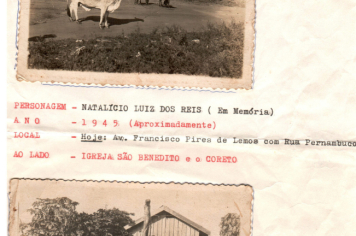 PERSONAGEM - NATALÍCIO LUIZ DOS REIS ( Em Memória)
A N O - 1 9 4 5 (Aproximadamente)
LOCAL - Hoje: Av. Francisco Pires de Lemos com Rua Pernambuco
AO LADO - IGREJA SÃO BENEDITO e o CORETO